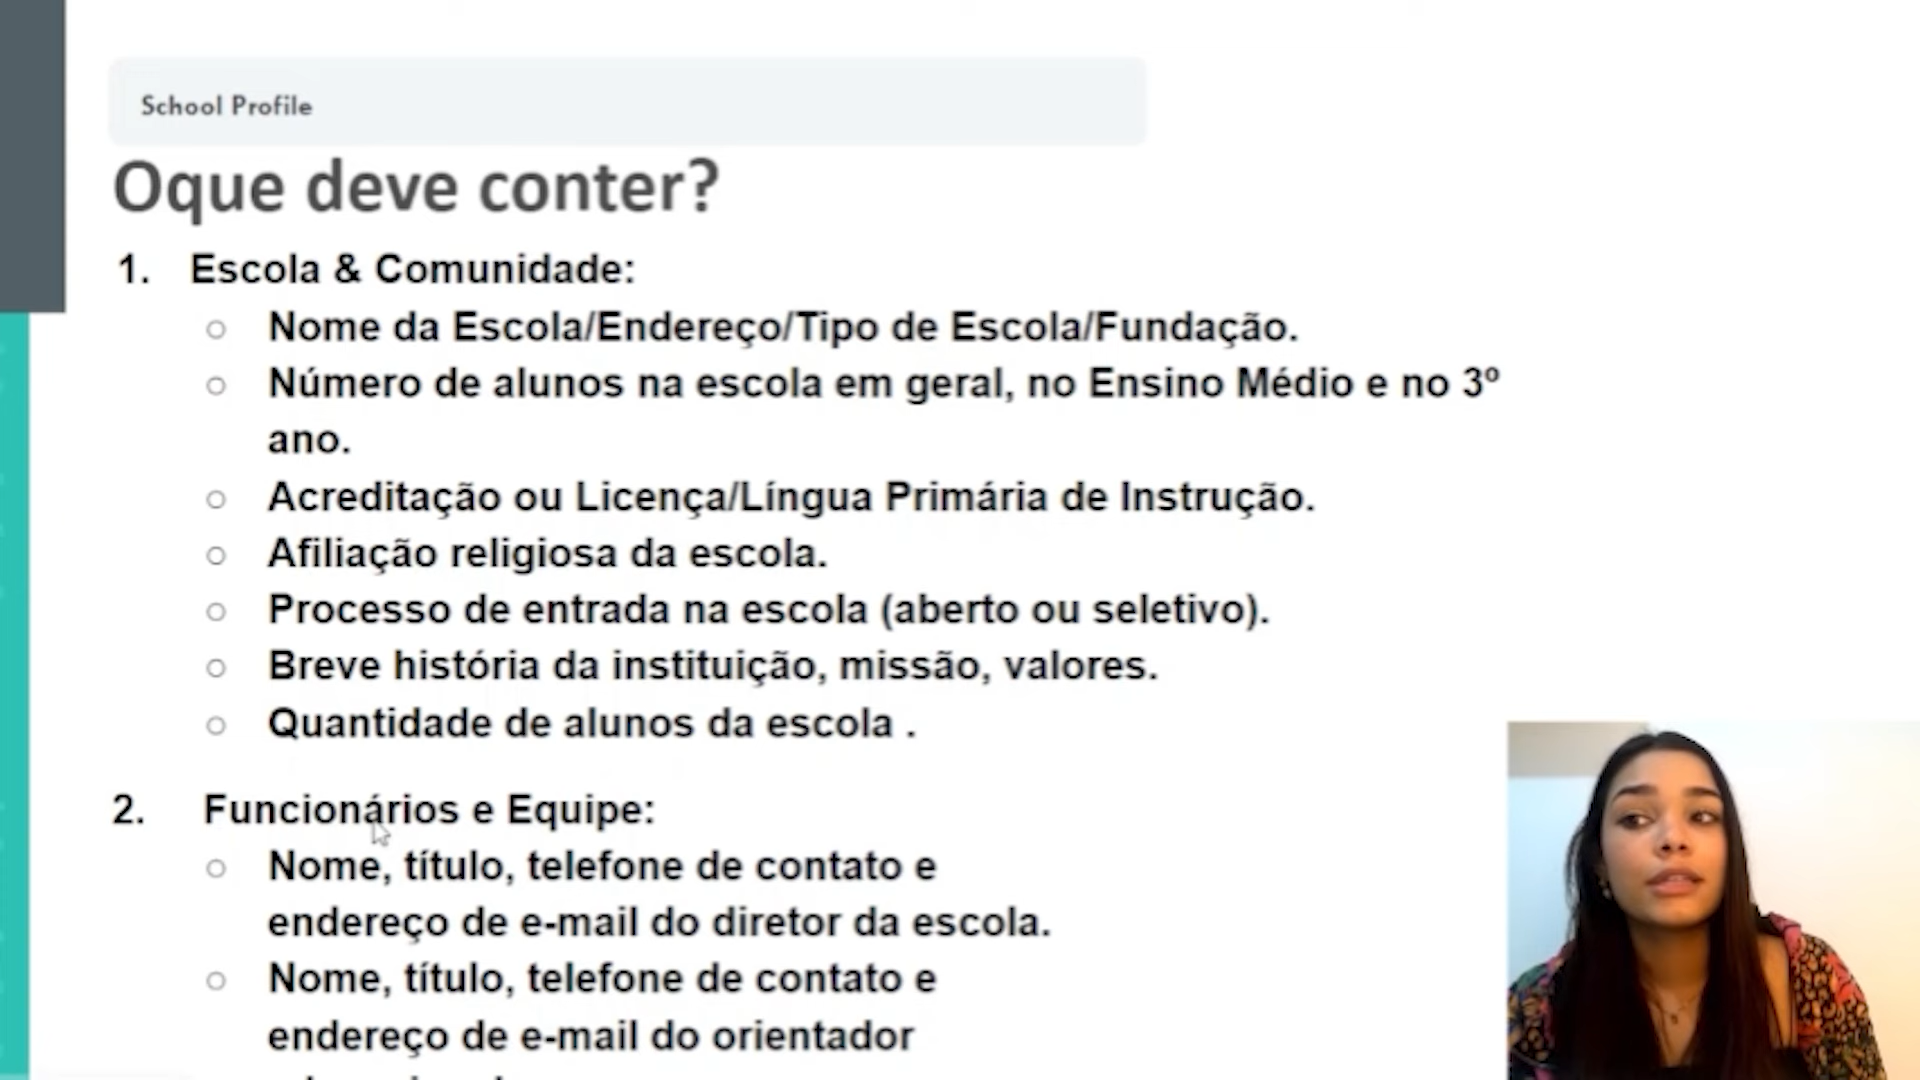 School Profile
Oque deve conter?
1. Escola & Comunidade:
○ Nome da Escola/Endereço/Tipo de Escola/Fundação.
○ Número de alunos na escola em geral, no Ensino Médio e no 3º
ano.
○ Acreditação ou Licença/Língua Primária de Instrução.
○ Afiliação religiosa da escola.
○ Processo de entrada na escola (aberto ou seletivo).
○ Breve história da instituição, missão, valores.
○ Quantidade de alunos da escola .
2. Funcionários e Equipe:
○ Nome, título, telefone de contato e
endereço de e-mail do diretor da escola.
○ Nome, título, telefone de contato e
endereço de e-mail do orientador